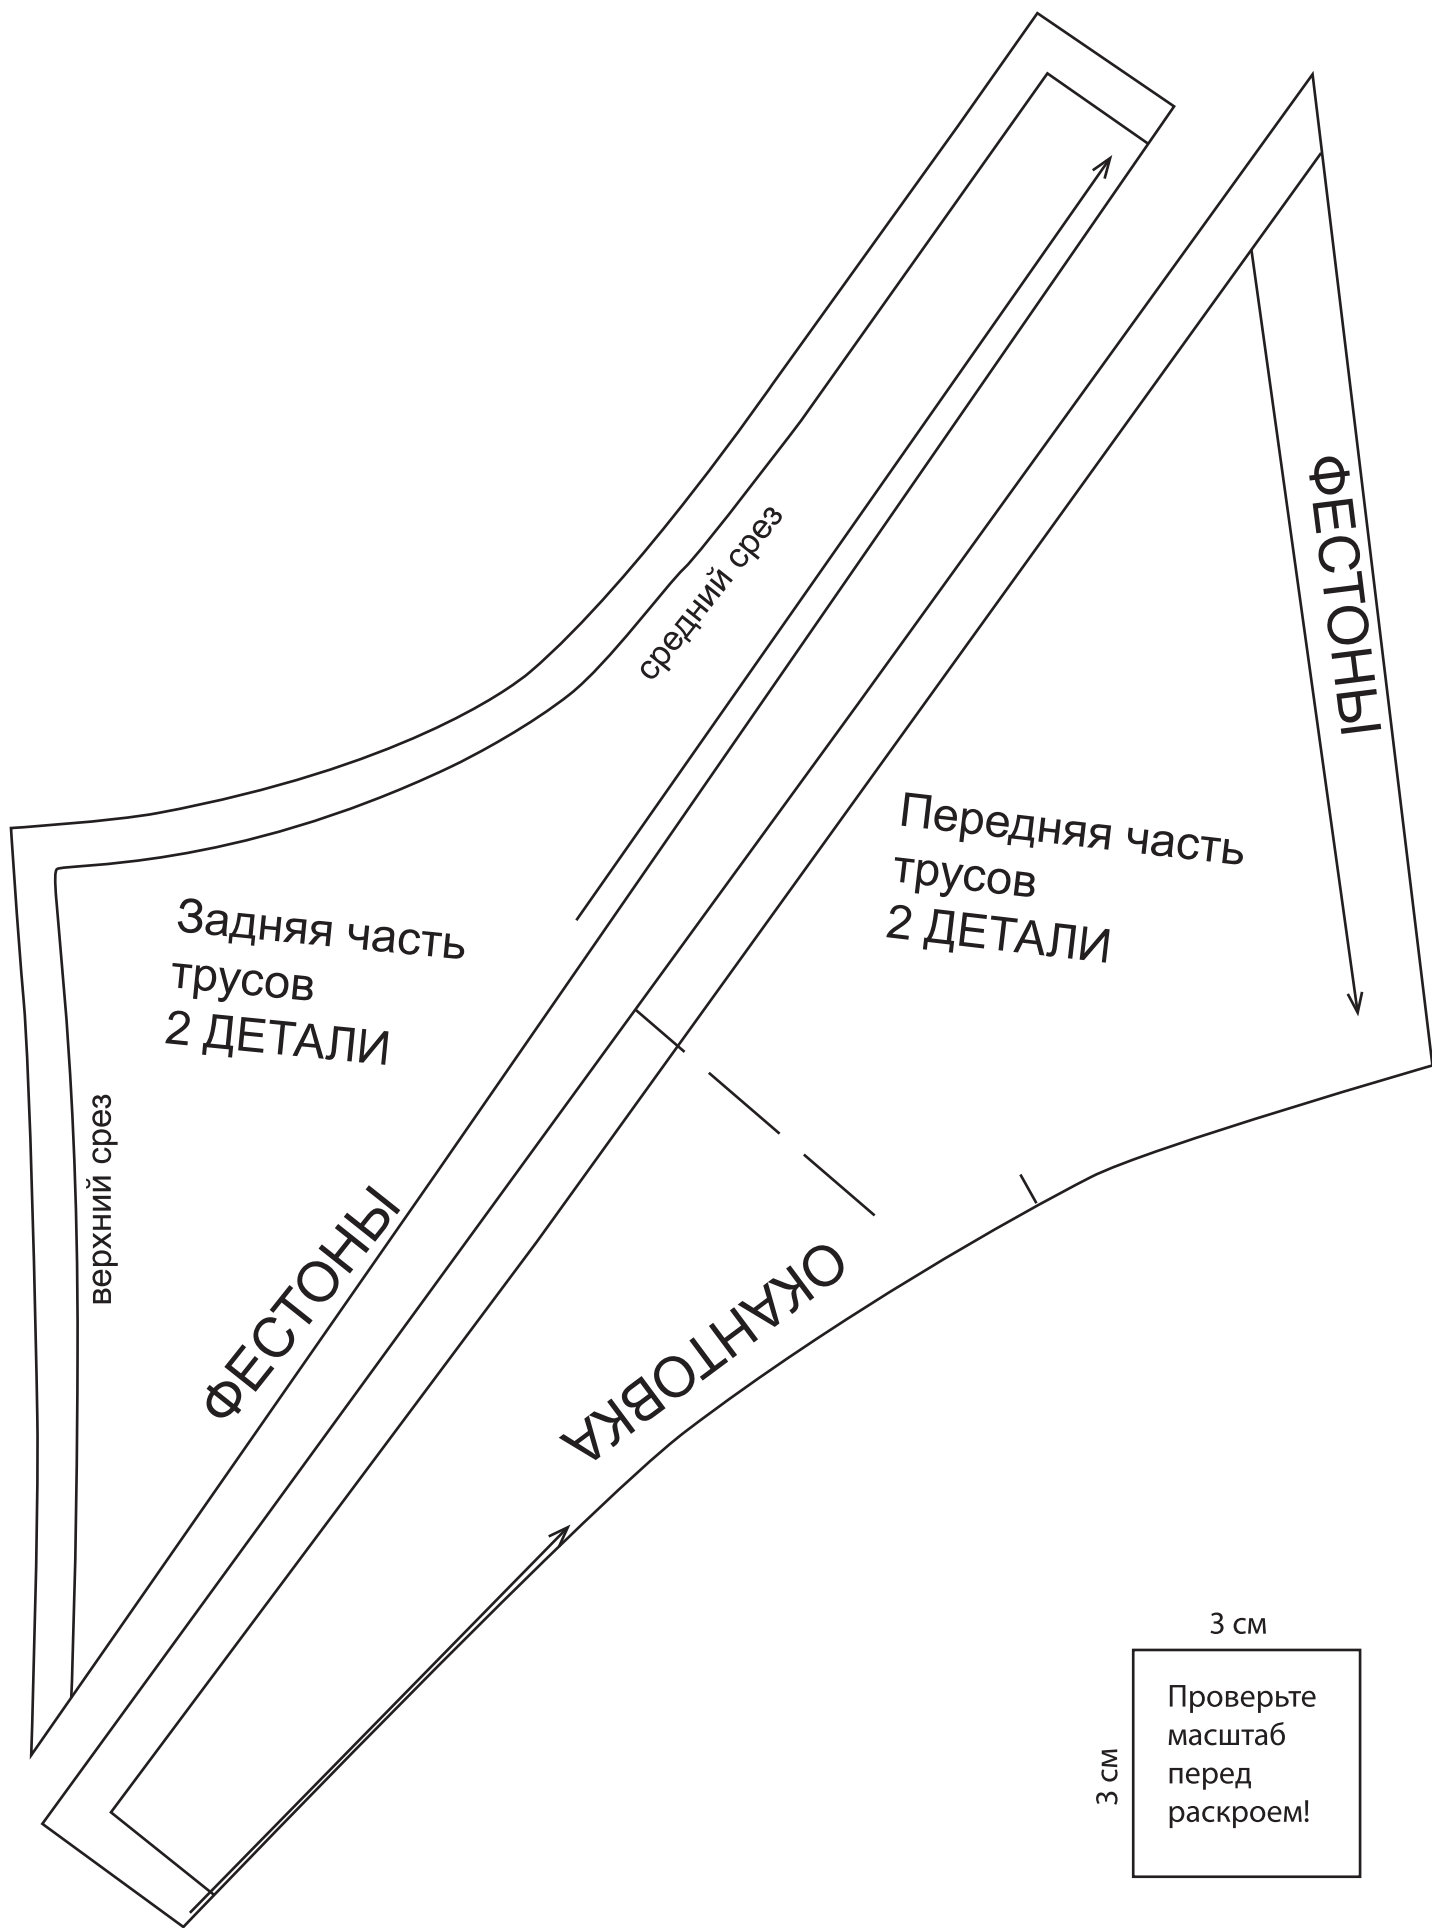 ФЕСТОНЫ
средний срез
Передняя часть
трусов
2 ДЕТАЛИ
Задняя часть
трусов
2 ДЕТАЛИ
верхний срез
ФЕСТОНЫ
ОКАНТОВКА
3 см
3 см
Проверьте
масштаб
перед
раскроем!